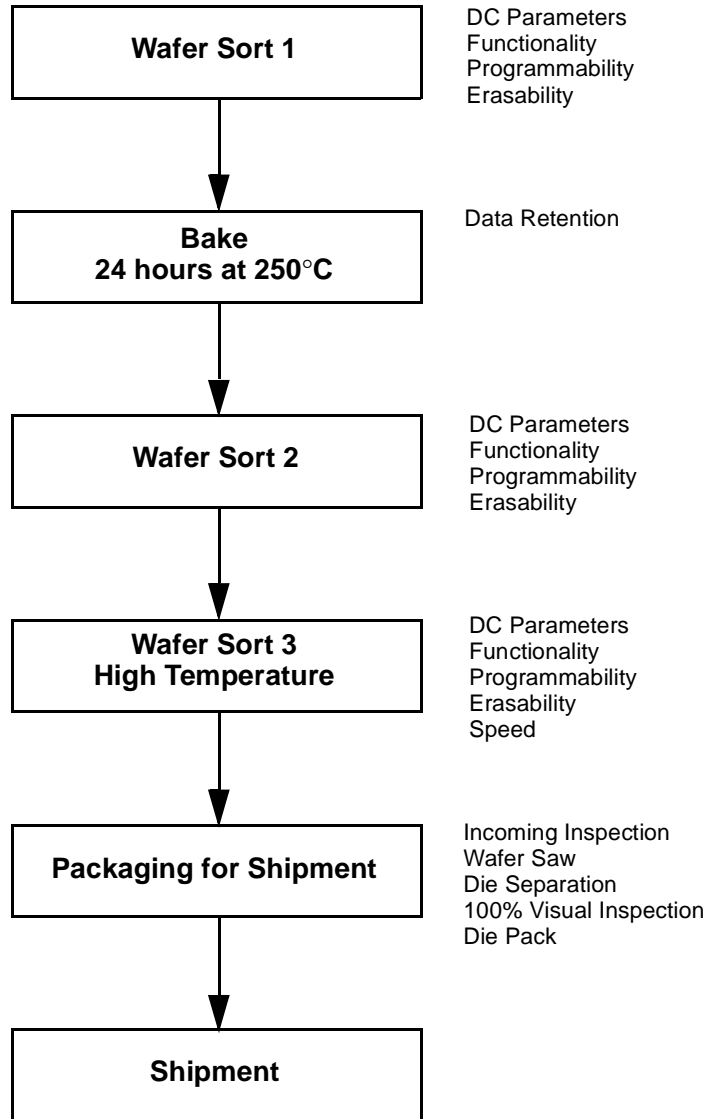 Wafer Sort 1
DC Parameters
Functionality
Programmability
Erasability
Bake
24 hours at 250°C
Data Retention
Wafer Sort 2
DC Parameters
Functionality
Programmability
Erasability
Wafer Sort 3
High Temperature
DC Parameters
Functionality
Programmability
Erasability
Speed
Packaging for Shipment
Incoming Inspection
Wafer Saw
Die Separation
100% Visual Inspection
Die Pack
Shipment